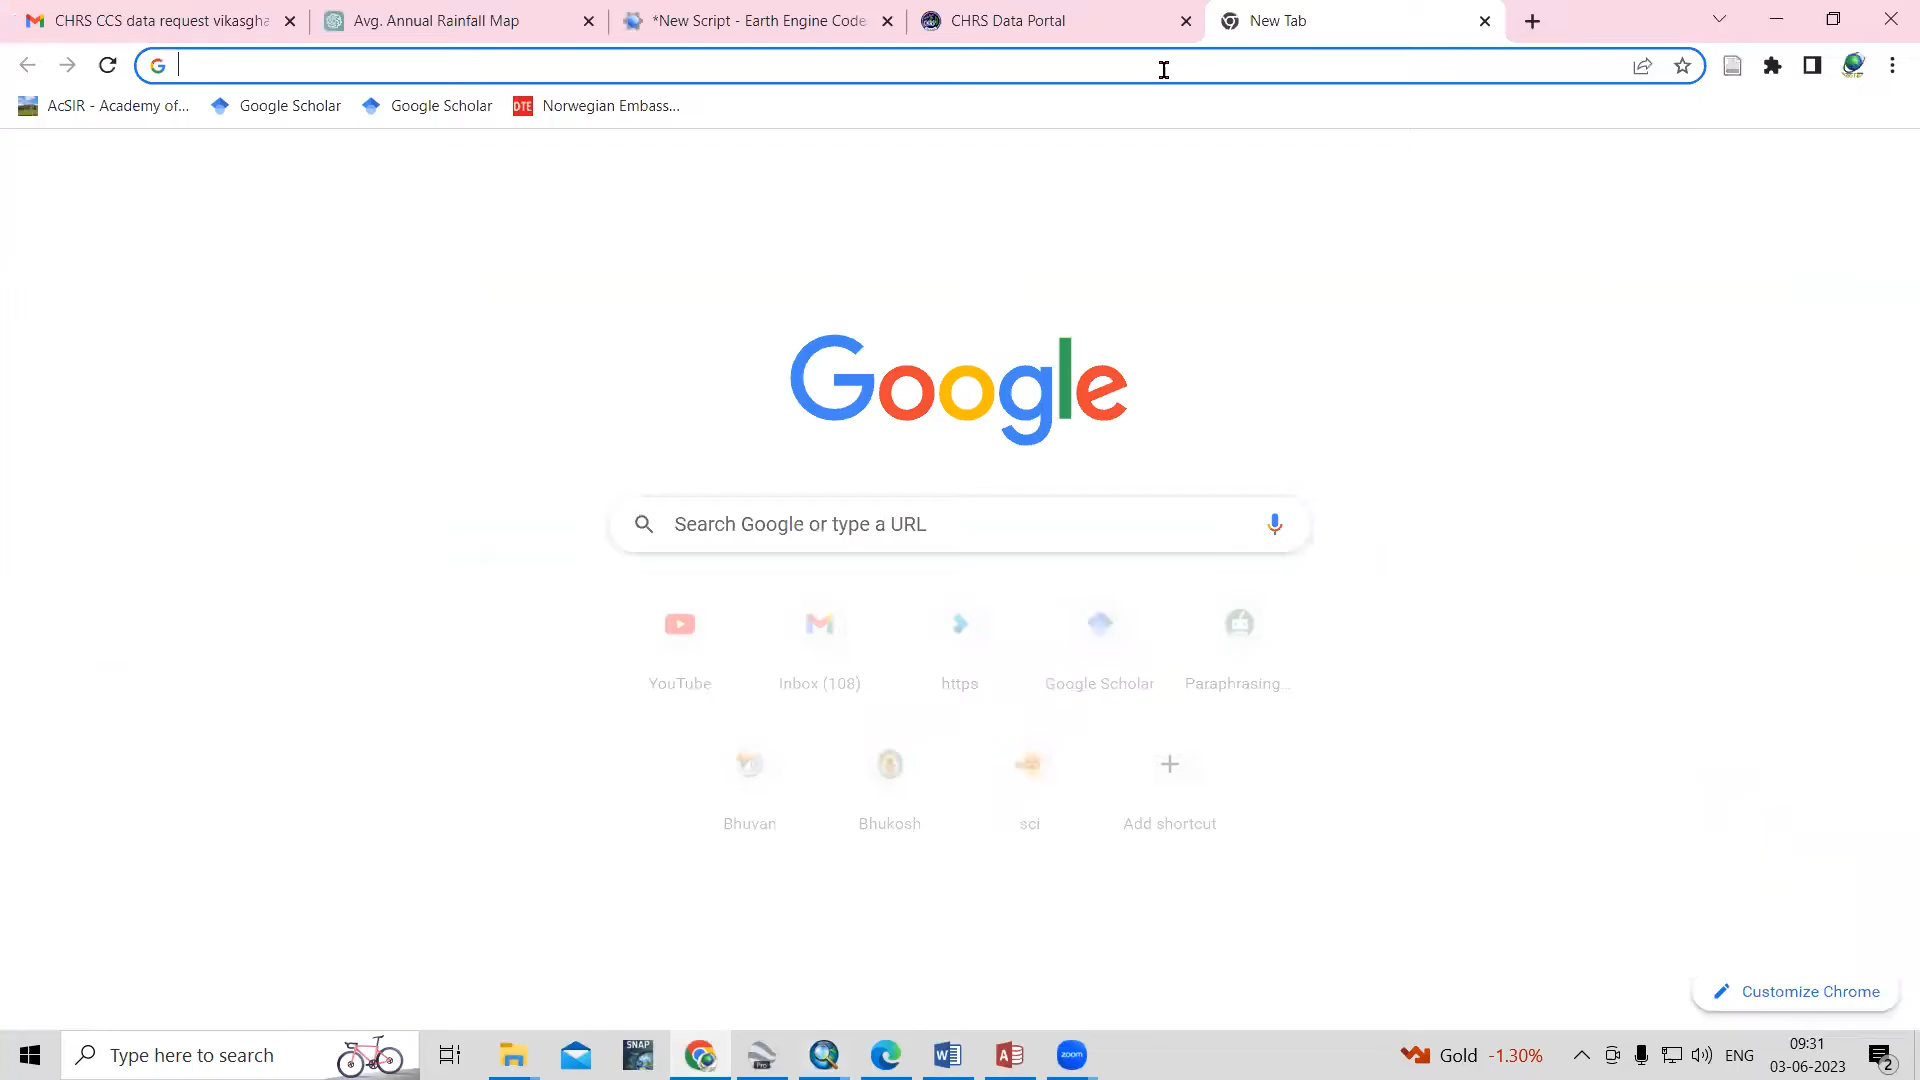 CHRS CCS data request vikasgha
Avg. Annual Rainfall Map
*New Script - Earth Engine Code
CHRS Data Portal
New Tab
AcSIR - Academy of...
Google Scholar
Google Scholar
DTE
Norwegian Embass...
Google
Search Google or type a URL
YouTube
Inbox (108)
https
Google Scholar
Paraphrasing...
Bhuvan
Bhukosh
sci
Add shortcut
Customize Chrome
Type here to search
SNAP
Pro
zoom
Gold -1.30%
ENG
09:31
03-06-2023
2